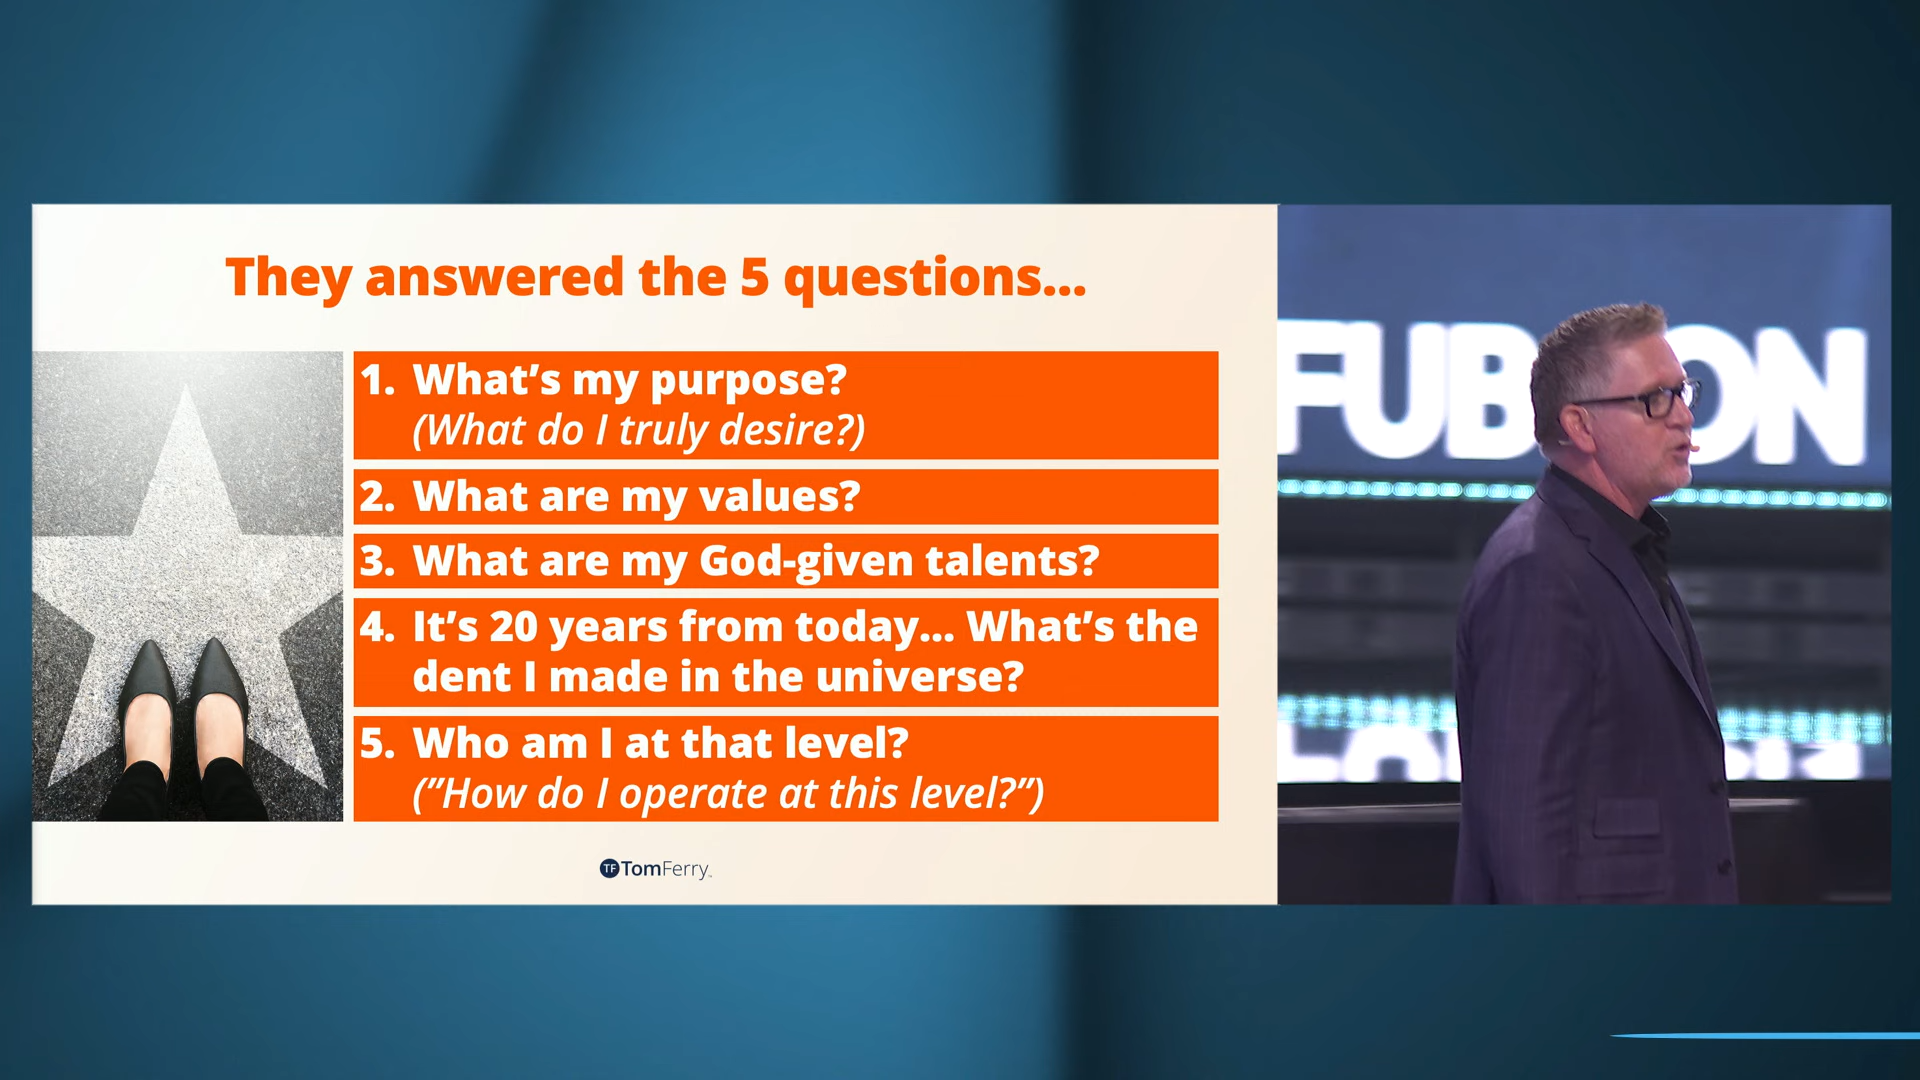 They answered the 5 questions...
1. What's my purpose?
(What do I truly desire?)
2. What are my values?
3. What are my God-given talents?
4. It's 20 years from today... What's the
dent I made in the universe?
5. Who am I at that level?
(”How do I operate at this level?”)
TF TomFerry